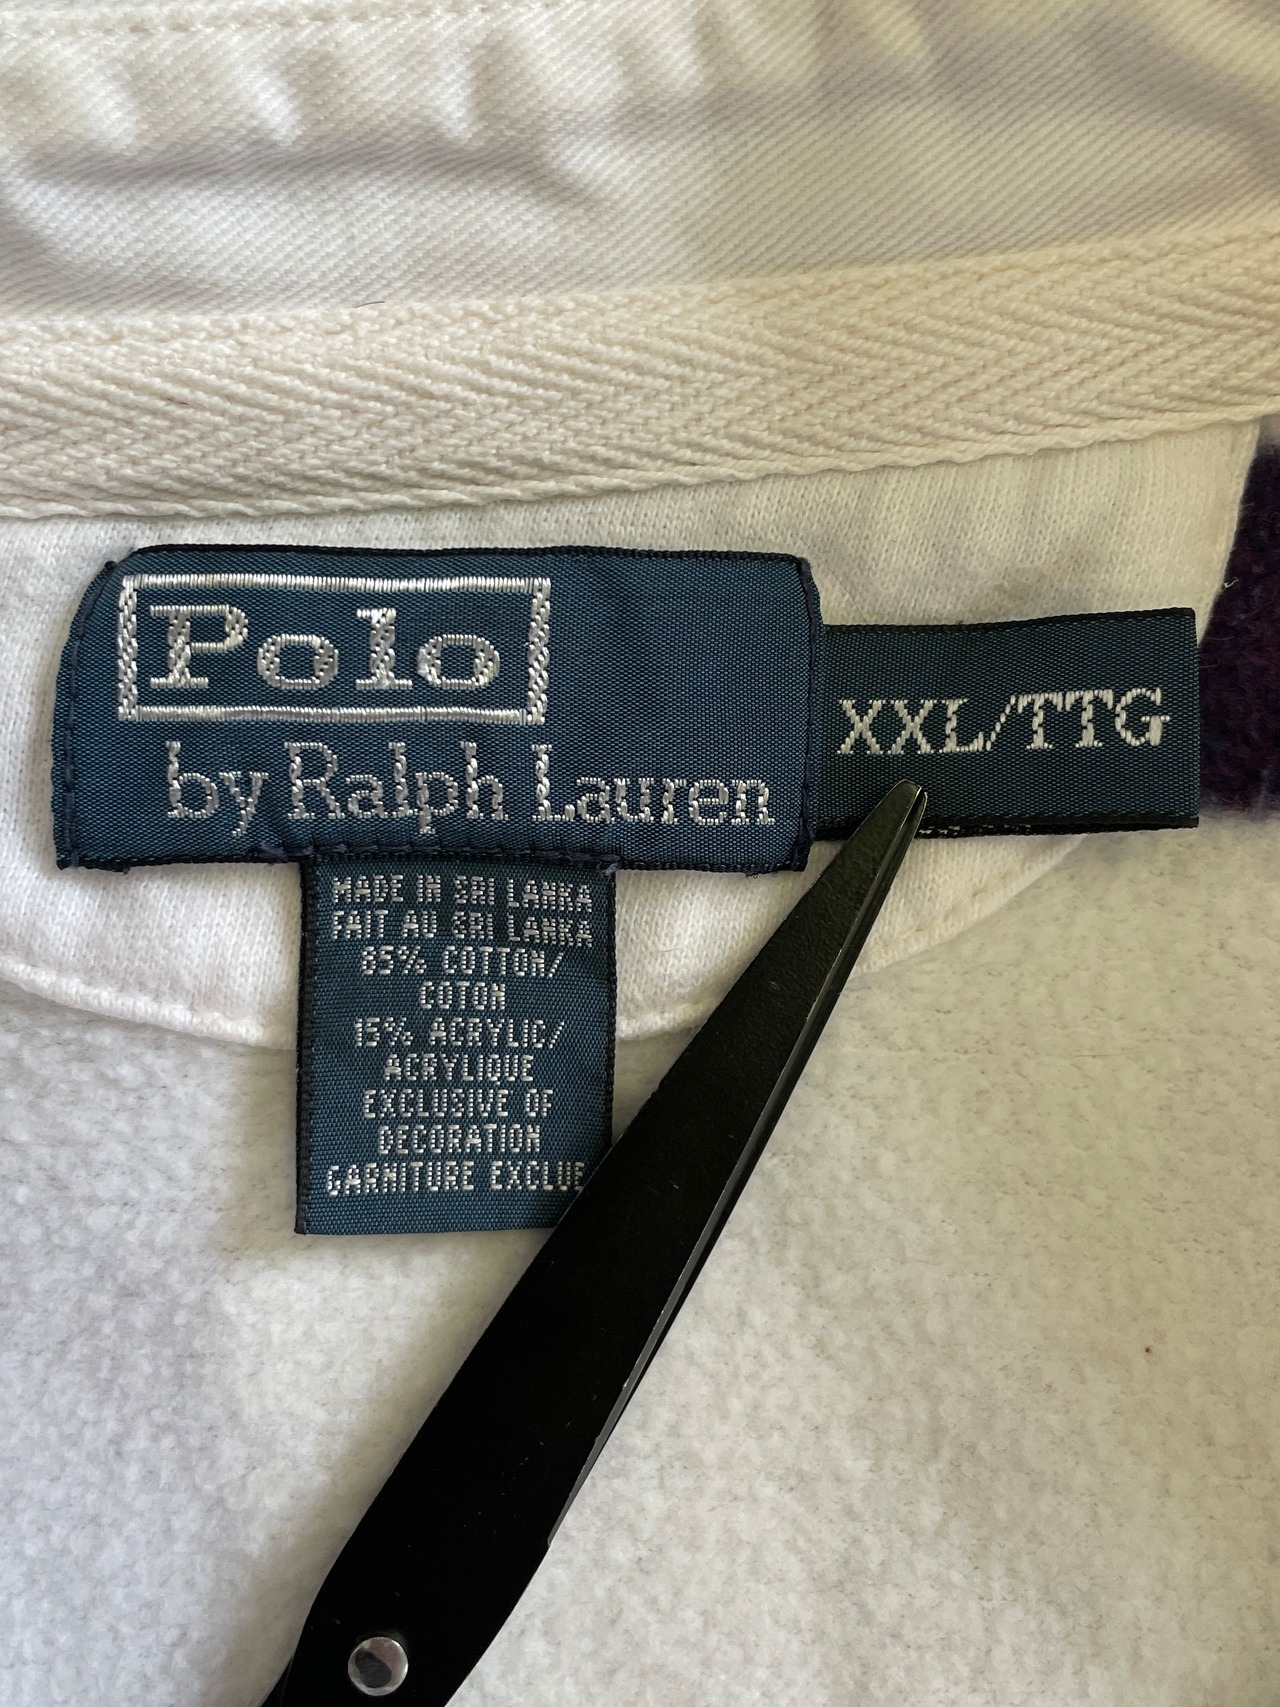 Polo
by Ralph Lauren
XXL/TTG
MADE IN SRI LANKA
FAIT AU SRI LANKA
85% COTTON/
COTON
15% ACRYLIC/
ACRYLIQUE
EXCLUSIVE OF
DECORATION
GARNITURE EXCLUE